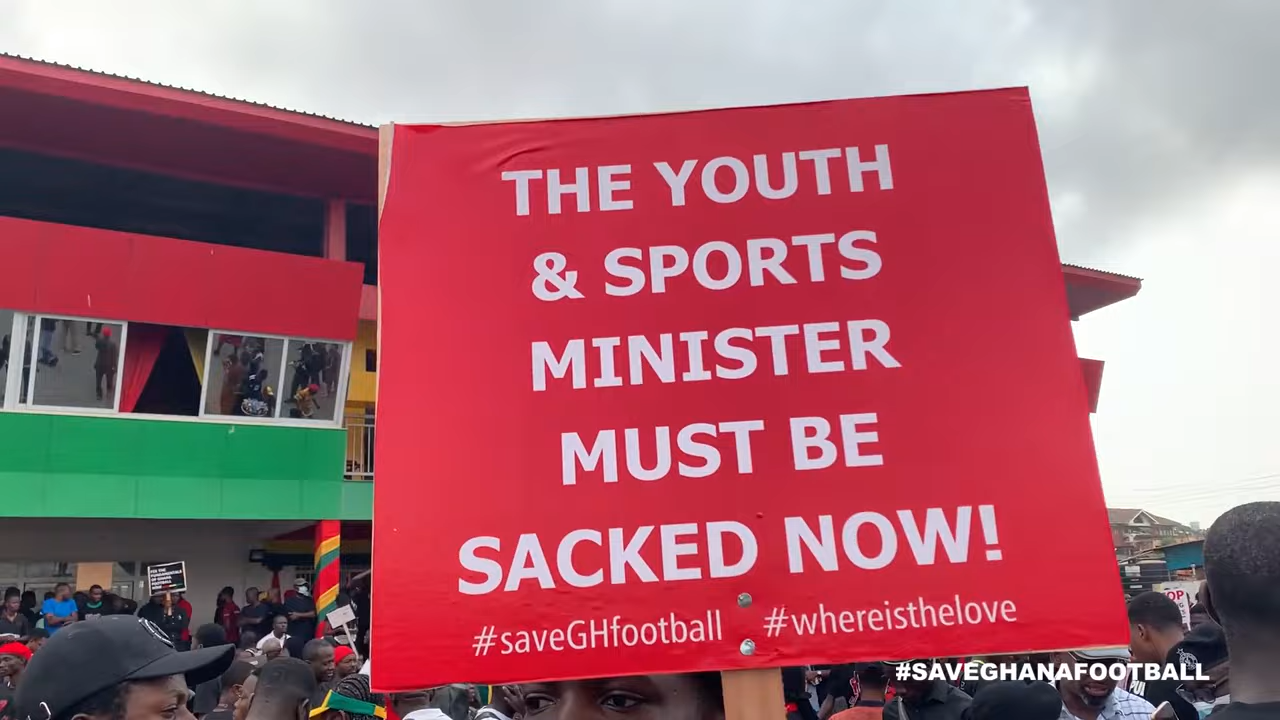 THE YOUTH
& SPORTS
MINISTER
MUST BE
SACKED NOW!
#saveGHfootball #whereisthelove
#SAVEGHANAFOOTBALL